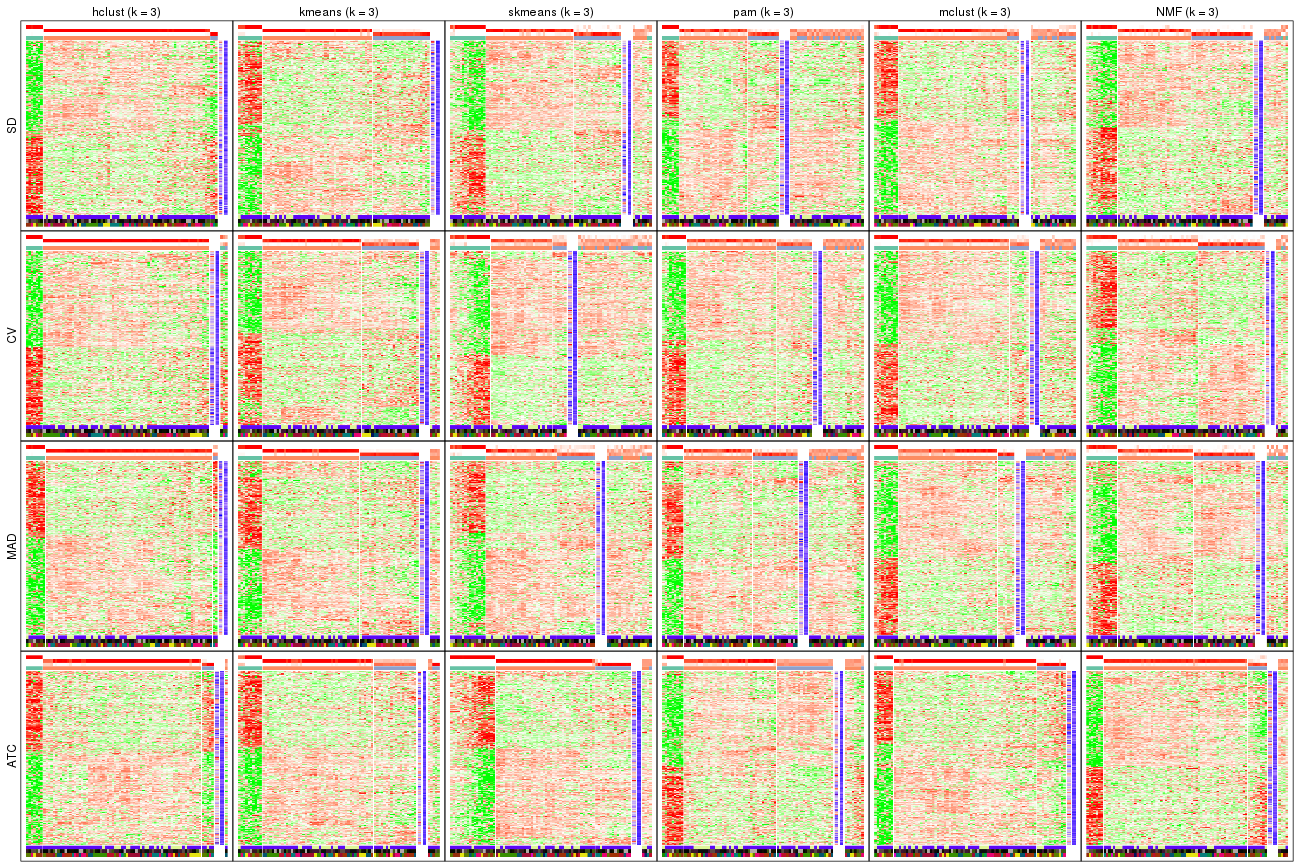 hclust (k = 3)
kmeans (k = 3)
skmeans (k = 3)
pam (k = 3)
mclust (k = 3)
NMF (k = 3)
SD
CV
MAD
ATC